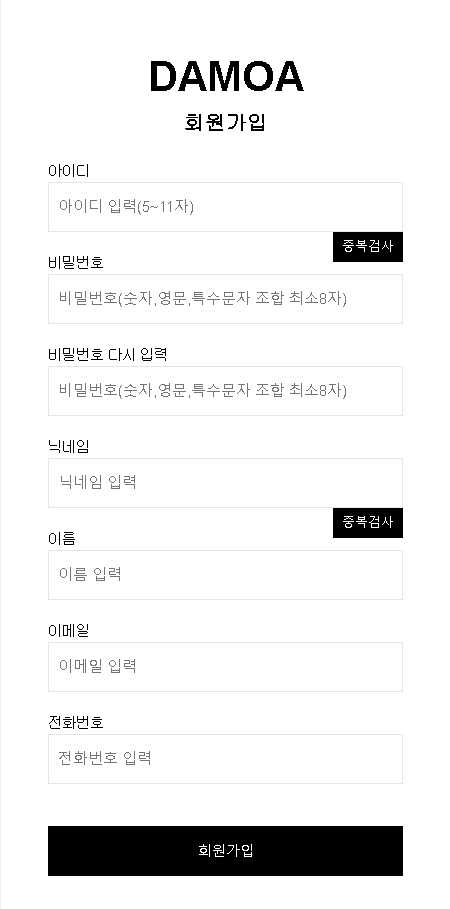 DAMOA
회원가입
아이디
아이디 입력(5~11자)
중복검사
비밀번호
비밀번호(숫자,영문,특수문자 조합 최소8자)
비밀번호 다시 입력
비밀번호(숫자,영문,특수문자 조합 최소8자)
닉네임
닉네임 입력
중복검사
이름
이름 입력
이메일
이메일 입력
전화번호
전화번호 입력
회원가입